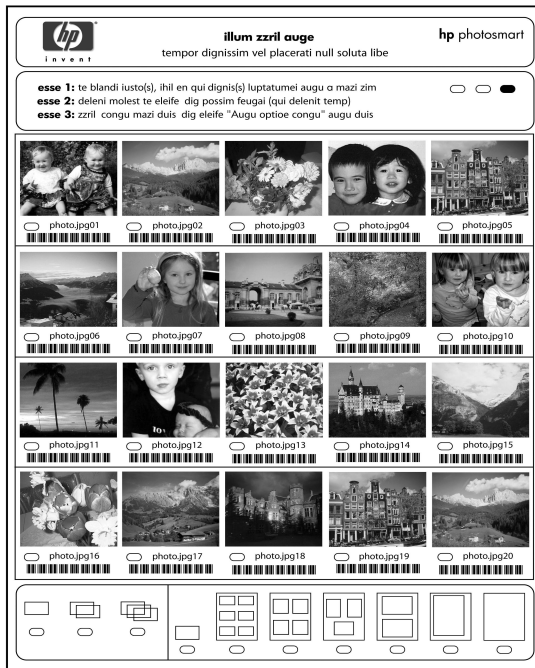 hp
invent
illum zzril auge
tempor dignissim vel placerati null soluta libe
hp photosmart
esse 1: te blandi iusto(s), ihil en qui dignis(s) luptatumei augu a mazi zim
esse 2: deleni molest te eleife dig possim feugai (qui delenit temp)
esse 3: zzril congu mazi duis dig eleife "Augu optioe congu" augu duis
photo.jpg01 photo.jpg02 photo.jpg03 photo.jpg04 photo.jpg05
photo.jpg06 photo.jpg07 photo.jpg08 photo.jpg09 photo.jpg10
photo.jpg11 photo.jpg12 photo.jpg13 photo.jpg14 photo.jpg15
photo.jpg16 photo.jpg17 photo.jpg18 photo.jpg19 photo.jpg20